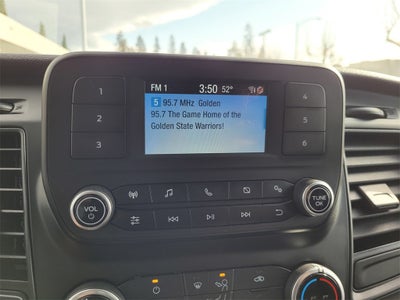 FM 1 3:50 52°
5 95.7 MHz Golden
95.7 The Game Home of the
Golden State Warriors!
1
2
3
4
5
6
VOL
TUNE
OK